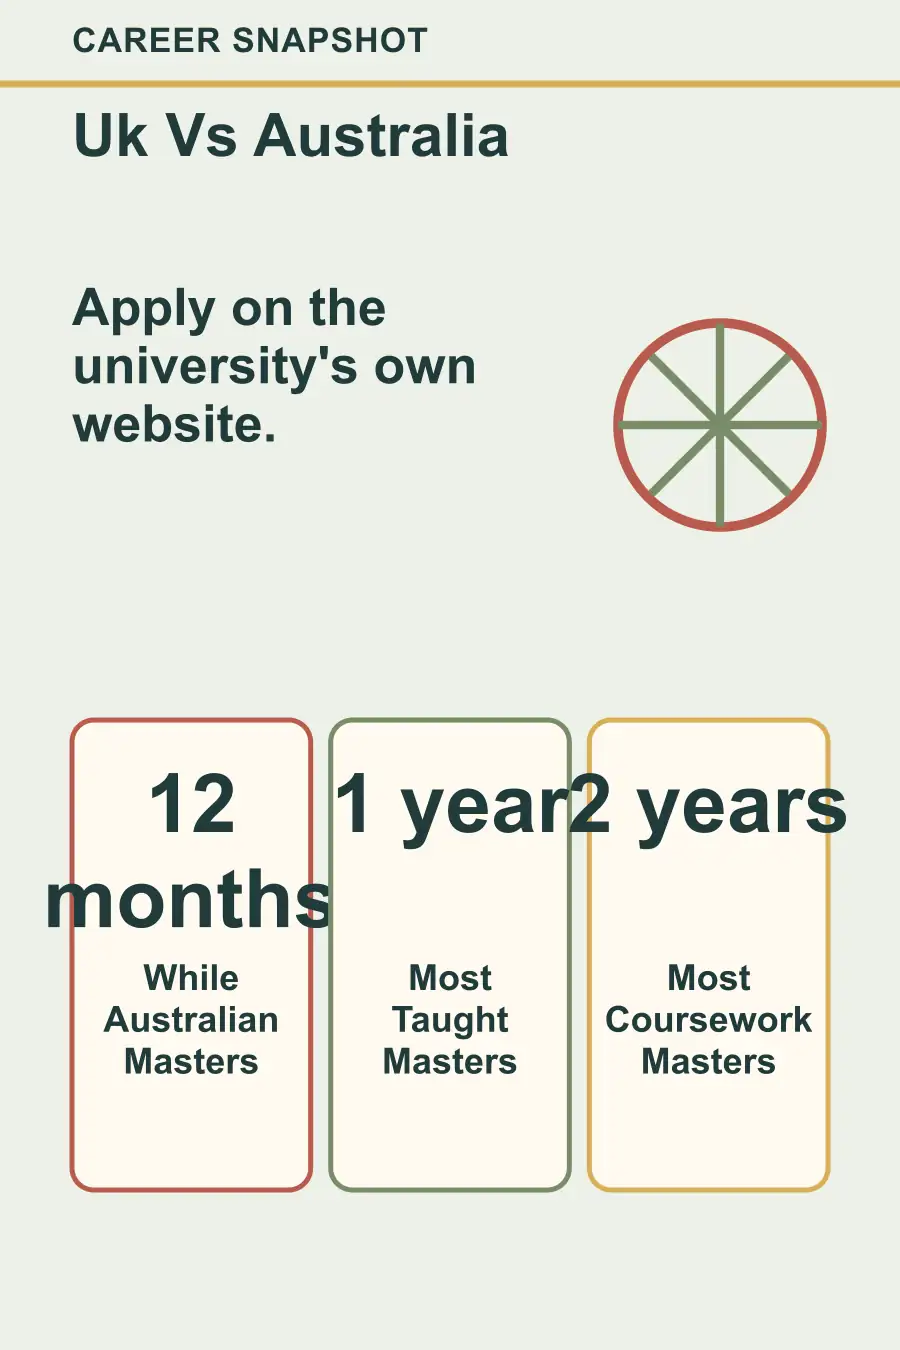 CAREER SNAPSHOT
Uk Vs Australia
Apply on the
university's own
website.
12
months
While
Australian
Masters
1 year
Most
Taught
Masters
2 years
Most
Coursework
Masters